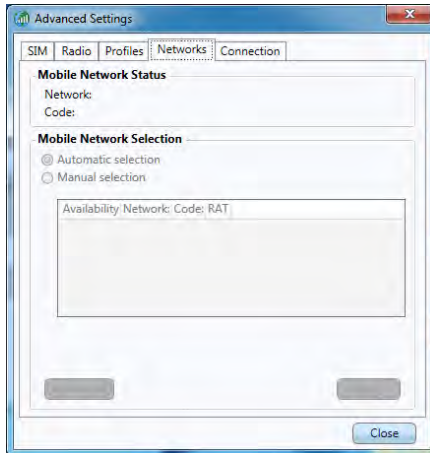 Advanced Settings
SIM Radio Profiles Networks Connection
Mobile Network Status
Network:
Code:
Mobile Network Selection
Automatic selection
Manual selection
Availability Network: Code: RAT
Close